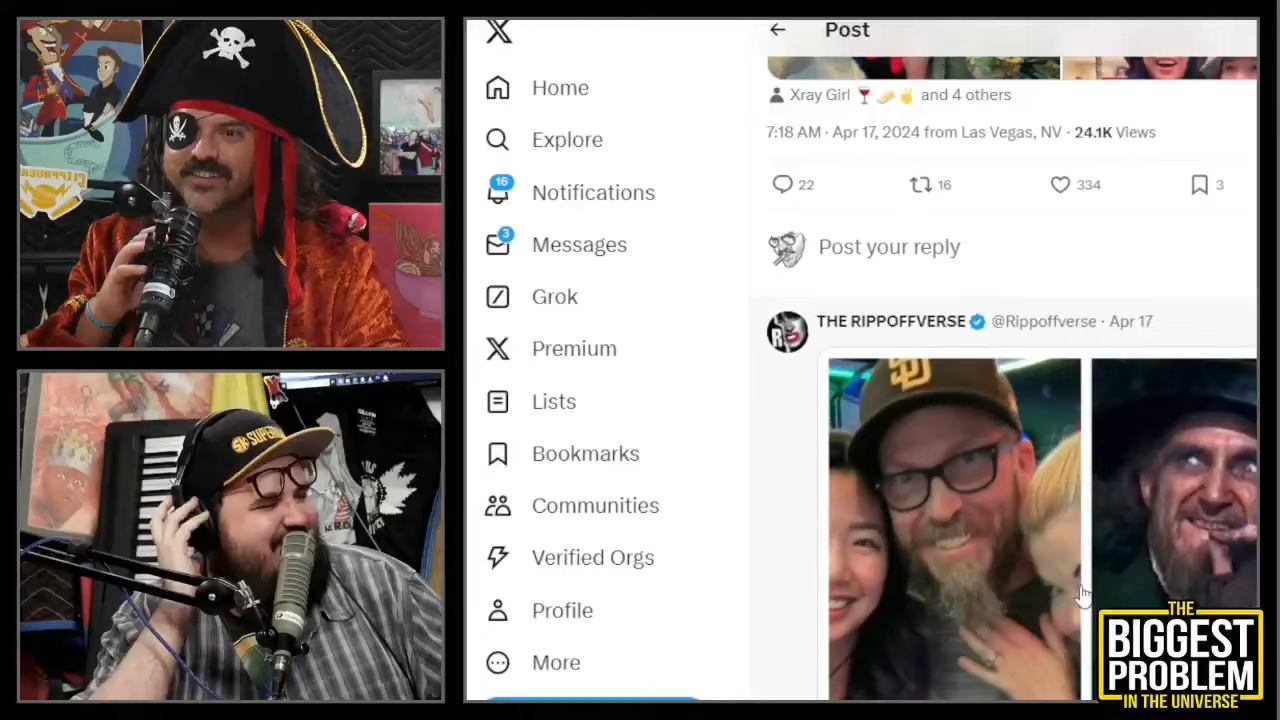 Post
Home
Explore
16
Notifications
3
Messages
Grok
Premium
Lists
Bookmarks
Communities
Verified Orgs
Profile
More
Xray Girl 🍷 🫴 ✌️ and 4 others
7:18 AM · Apr 17, 2024 from Las Vegas, NV · 24.1K Views
22 16 334 3
Post your reply
THE RIPPOFFVERSE @Rippoffverse · Apr 17
SD
THE
BIGGEST
PROBLEM
IN THE UNIVERSE